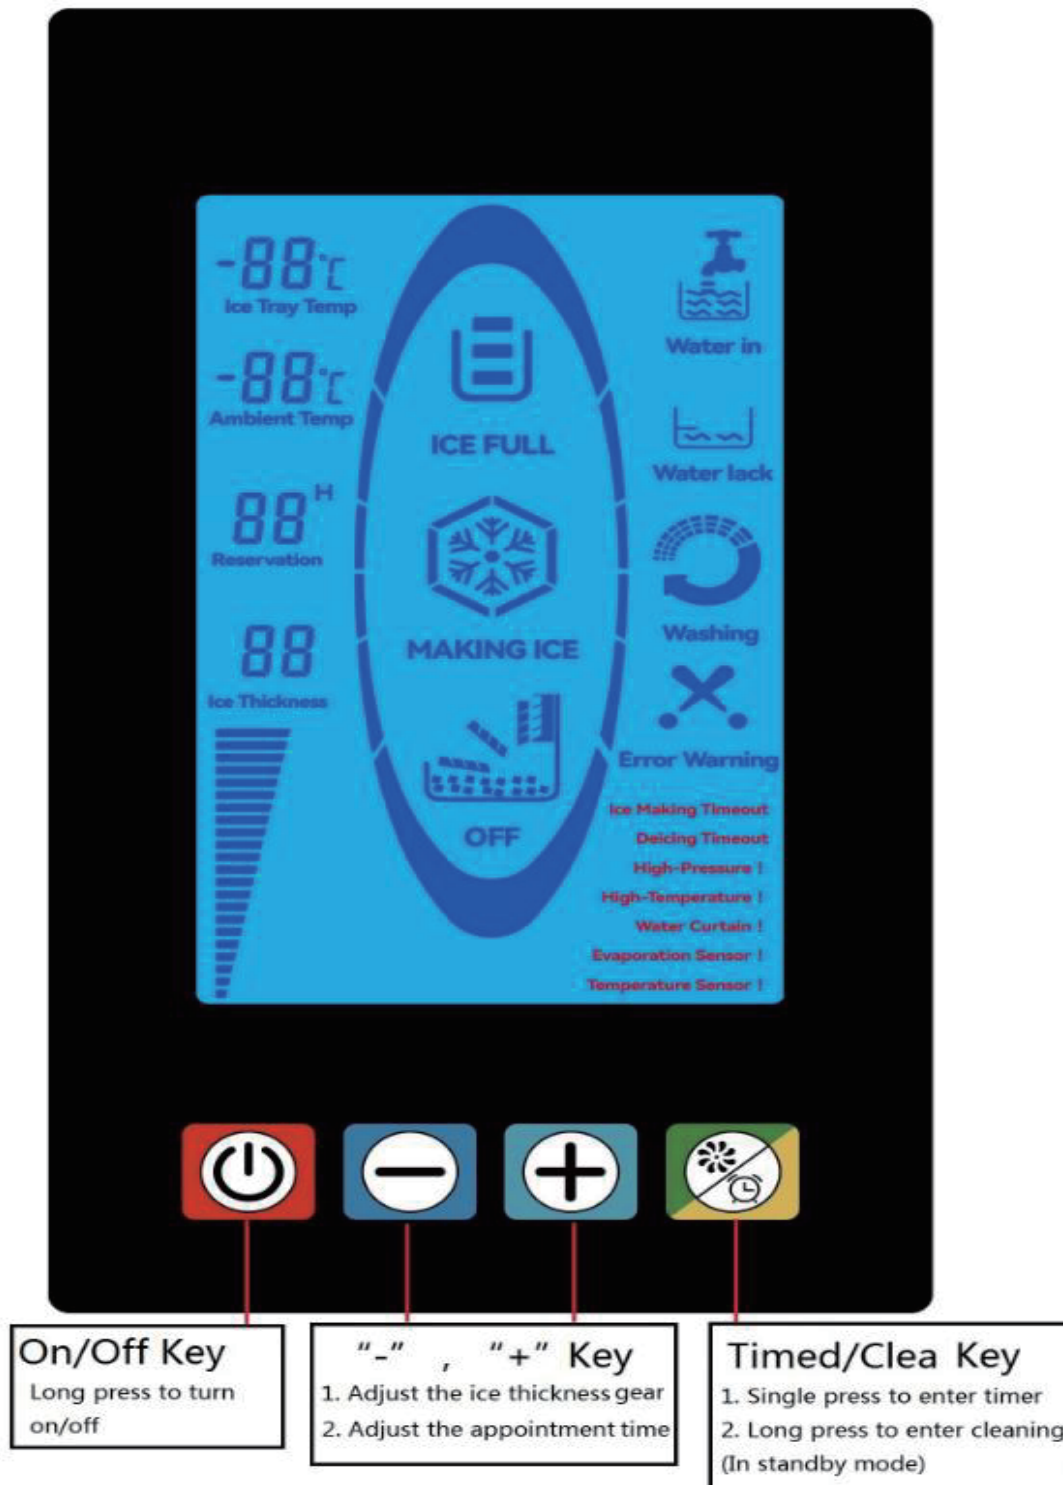 -88°C
Ice Tray Temp
-88°C
Ambient Temp
88 H
Reservation
88
Ice Thickness
ICE FULL
MAKING ICE
OFF
Water in
Water lack
Washing
Error Warning
Ice Making Timeout
Deicing Timeout
High-Pressure !
High-Temperature !
Water Curtain !
Evaporation Sensor !
Temperature Sensor !
On/Off Key
Long press to turn
on/off
"-" , "+" Key
1. Adjust the ice thickness gear
2. Adjust the appointment time
Timed/Clea Key
1. Single press to enter timer
2. Long press to enter cleaning
(In standby mode)